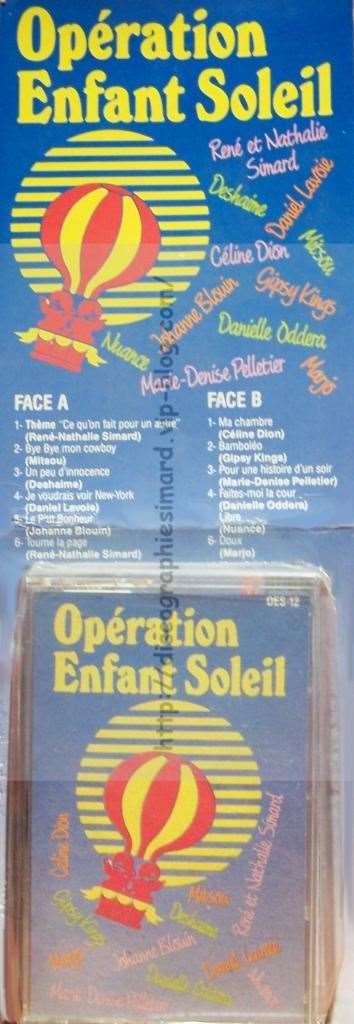 Opération
Enfant Soleil
René et Nathalie
Simard
Deshaime
Daniel Lavoie
Mitsou
Céline Dion
Gipsy Kings
Johanne Blouin
Danielle Oddera
Nuance
Marie-Denise Pelletier
Marjo
FACE A
1- Thème "Ce qu'on fait pour un
(René-Nathalie Simard)
2- Bye Bye mon cowboy
(Mitsou)
3- Un peu d'innocence
(Deshaime)
4- Je voudrais voir New-York
(Daniel Lavoie)
5- Le P'tit Bonheur
(Johanne Blouin)
6- Tourne la page
(René-Nathalie Simard)
FACE B
1- Ma chambre
(Céline Dion)
2- Bamboléo
(Gipsy Kings)
3- Pour une histoire d'un soir
(Marie-Denise Pelletier)
4- Faites-moi la cour
(Danielle Oddera)
Libre
(Nuance)
6- Doux
(Marjo)
http://discographiesimard.vip-blog.com/
OES 12
Opération
Enfant Soleil
Céline Dion
René et Nathalie Simard
Gipsy Kings
Mitsou
Deshaime
Johanne Blouin
Marjo
Daniel Lavoie
Danielle Oddera
Marie Denise Pelletier
Nuance